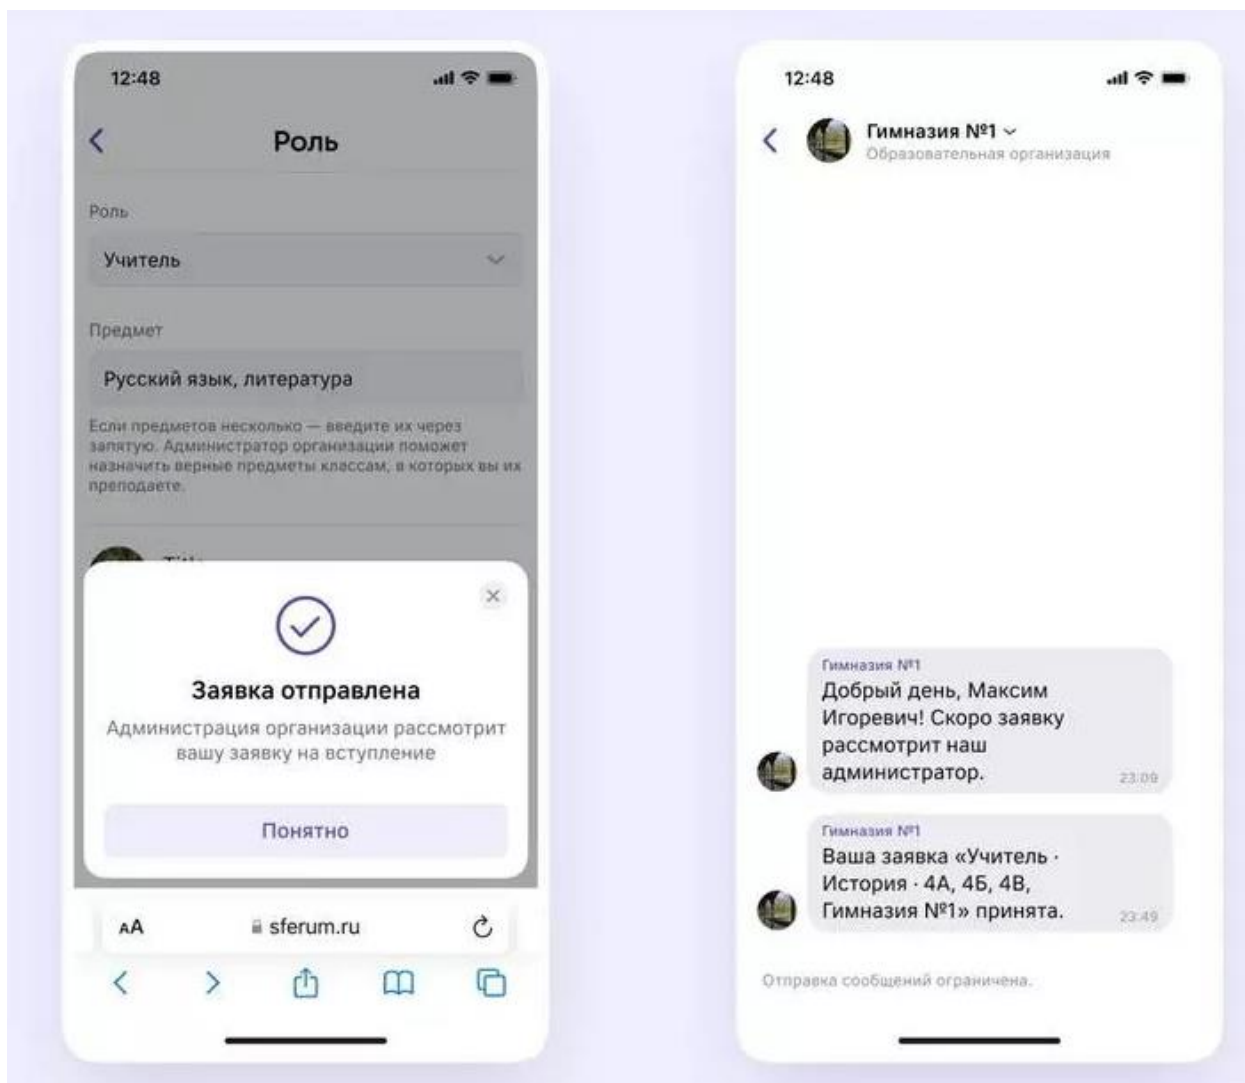 12:48
Роль
Роль
Учитель
Предмет
Русский язык, литература
Если предметов несколько — введите их через
запятую. Администратор организации поможет
назначить верные предметы классам, в которых вы их
преподаете.
Title
Заявка отправлена
Администрация организации рассмотрит
вашу заявку на вступление
Понятно
AA
sferum.ru
12:48
Гимназия №1
Образовательная организация
Гимназия №1
Добрый день, Максим
Игоревич! Скоро заявку
рассмотрит наш
администратор.
23:09
Гимназия №1
Ваша заявка «Учитель ·
История · 4А, 4Б, 4В,
Гимназия №1» принята.
23:49
Отправка сообщений ограничена.